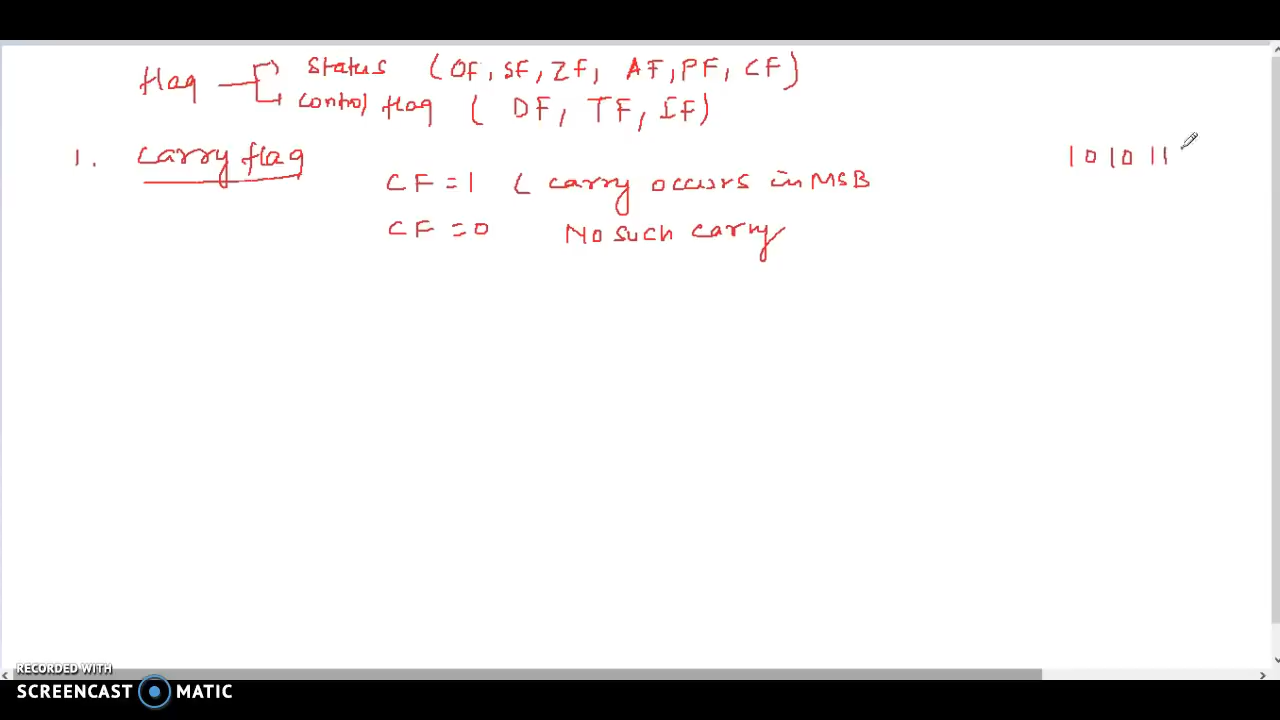 flag status (OF, SF, ZF, AF, PF, CF)
control flag ( DF, TF, IF)
1. Carry flag
101011
CF = 1 ( carry occurs in MSB
CF = 0 No such carry
RECORDED WITH
SCREENCAST MATIC